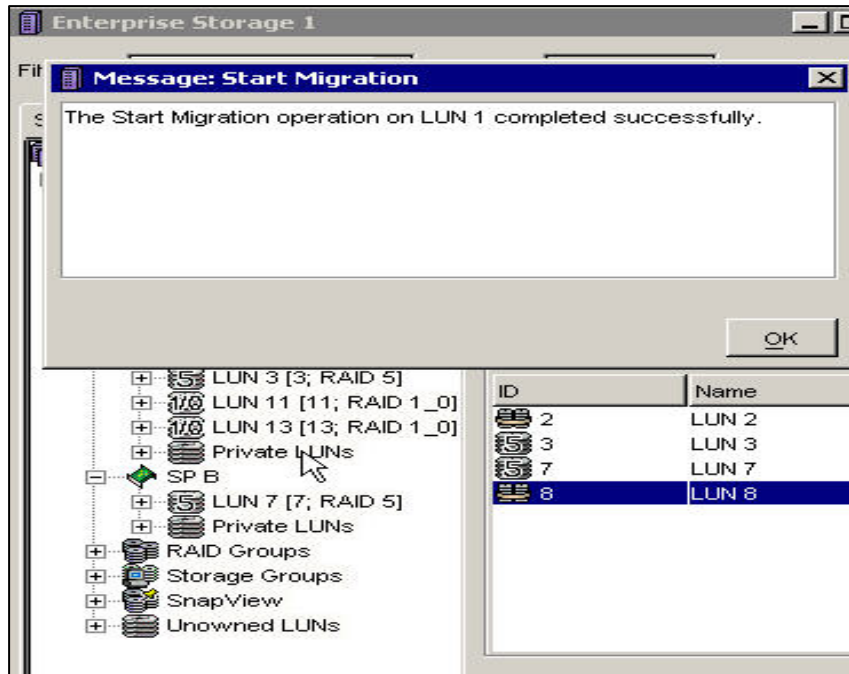 Enterprise Storage 1
Message: Start Migration
The Start Migration operation on LUN 1 completed successfully.
OK
LUN 3 [3; RAID 5]
LUN 11 [11; RAID 1_0]
LUN 13 [13; RAID 1_0]
Private LUNs
SP B
LUN 7 [7; RAID 5]
Private LUNs
RAID Groups
Storage Groups
SnapView
Unowned LUNs
ID Name
2 LUN 2
3 LUN 3
7 LUN 7
8 LUN 8